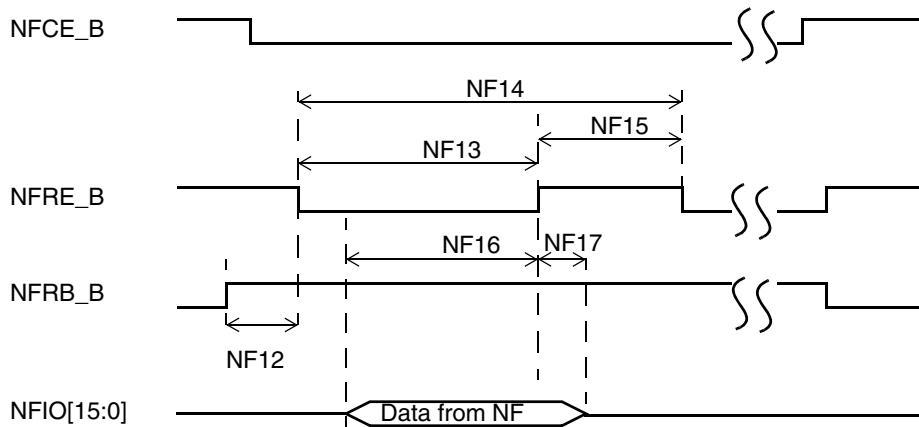 NFCE_B
NF14
NF15
NF13
NFRE_B
NF16
NF17
NFRB_B
NF12
NFIO[15:0]
Data from NF